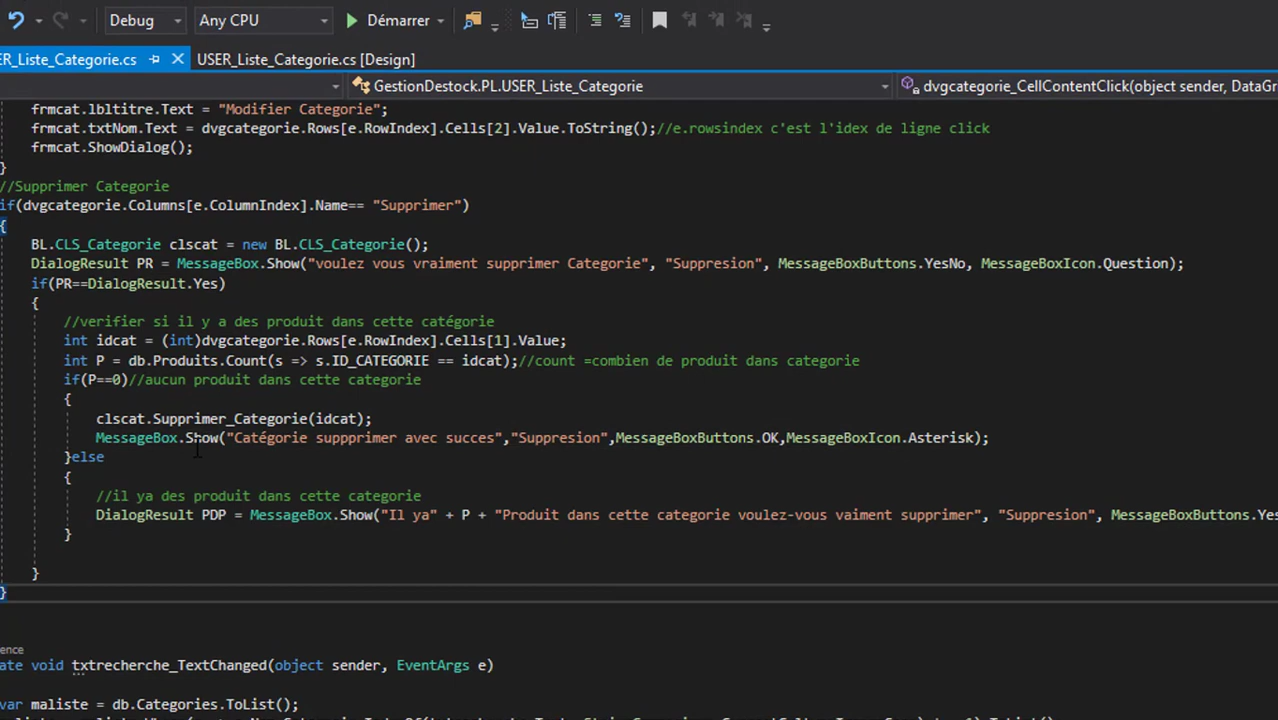 Debug Any CPU Démarrer
ER_Liste_Categorie.cs USER_Liste_Categorie.cs [Design]
GestionDestock.PL.USER_Liste_Categorie dvgcategorie_CellContentClick(object sender, DataGr
frmcat.lbltitre.Text = "Modifier Categorie";
frmcat.txtNom.Text = dvgcategorie.Rows[e.RowIndex].Cells[2].Value.ToString();//e.rowsindex c'est l'idex de ligne click
frmcat.ShowDialog();
}
//Supprimer Categorie
if(dvgcategorie.Columns[e.ColumnIndex].Name== "Supprimer")
{
BL.CLS_Categorie clscat = new BL.CLS_Categorie();
DialogResult PR = MessageBox.Show("voulez vous vraiment supprimer Categorie", "Suppresion", MessageBoxButtons.YesNo, MessageBoxIcon.Question);
if(PR==DialogResult.Yes)
{
//verifier si il y a des produit dans cette catégorie
int idcat = (int)dvgcategorie.Rows[e.RowIndex].Cells[1].Value;
int P = db.Produits.Count(s => s.ID_CATEGORIE == idcat);//count =combien de produit dans categorie
if(P==0)//aucun produit dans cette categorie
{
clscat.Supprimer_Categorie(idcat);
MessageBox.Show("Catégorie suppprimer avec succes","Suppresion",MessageBoxButtons.OK,MessageBoxIcon.Asterisk);
}else
{
//il ya des produit dans cette categorie
DialogResult PDP = MessageBox.Show("Il ya" + P + "Produit dans cette categorie voulez-vous vaiment supprimer", "Suppresion", MessageBoxButtons.Yes
}
}
}
ence
ate void txtrecherche_TextChanged(object sender, EventArgs e)
var maliste = db.Categories.ToList();